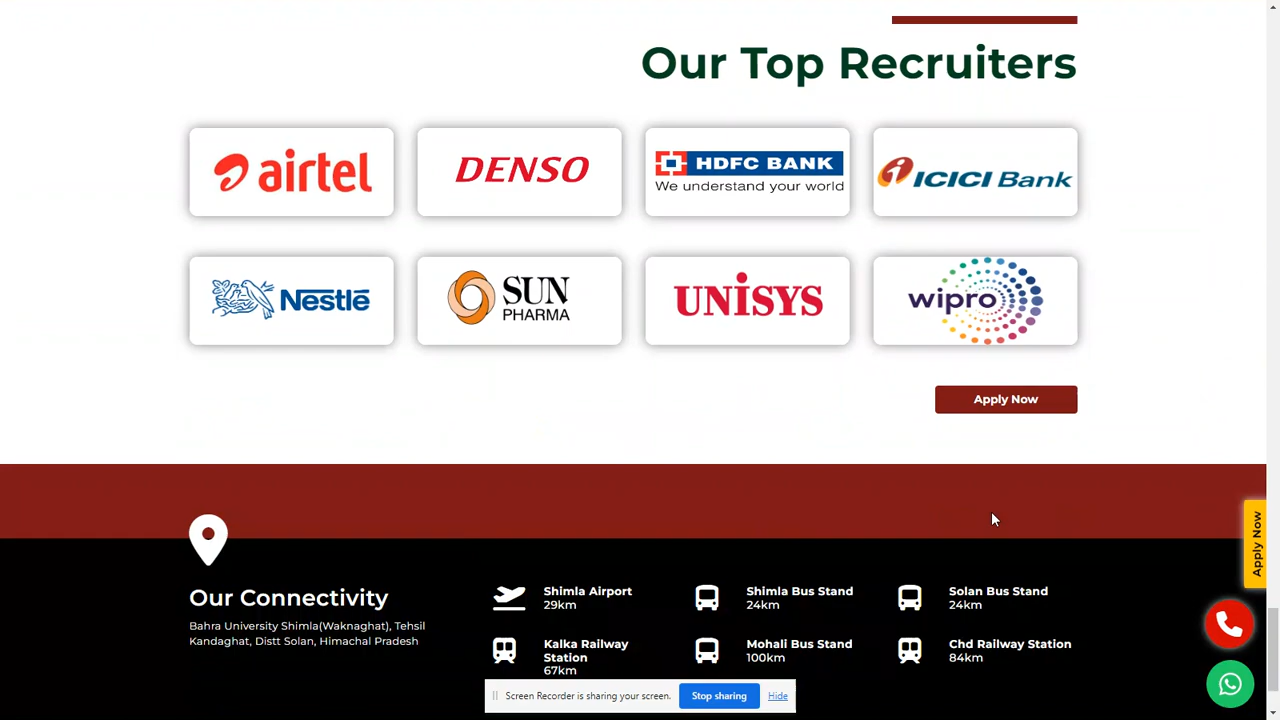 Our Top Recruiters
airtel
DENSO
HDFC BANK
We understand your world
ICICI Bank
Nestlé
SUN
PHARMA
UNiSYS
wipro
Apply Now
Apply Now
Our Connectivity
Bahra University Shimla(Waknaghat), Tehsil
Kandaghat, Distt Solan, Himachal Pradesh
Shimla Airport
29km
Shimla Bus Stand
24km
Solan Bus Stand
24km
Kalka Railway
Station
67km
Mohali Bus Stand
100km
Chd Railway Station
84km
Screen Recorder is sharing your screen.
Stop sharing
Hide